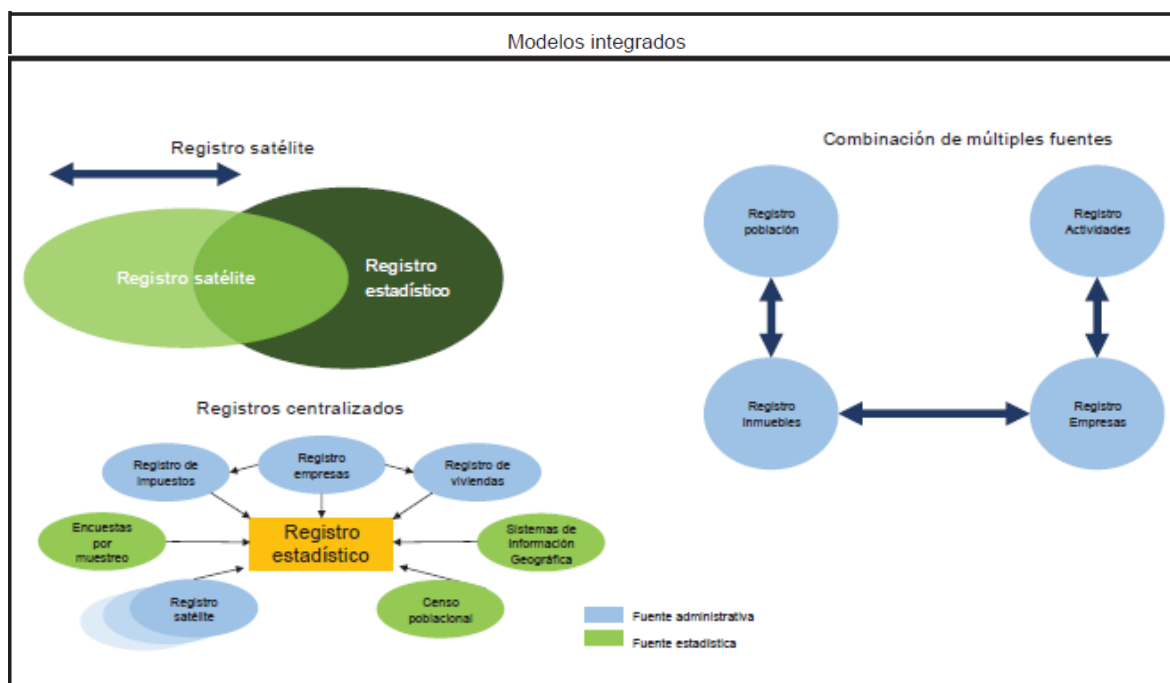 Modelos integrados
Registro satélite
Registro satélite
Registro
estadístico
Combinación de múltiples fuentes
Registro
población
Registro
Actividades
Registro
Inmuebles
Registro
Empresas
Registros centralizados
Registro de
Impuestos
Registro
empresas
Registro de
viviendas
Encuestas
por
muestreo
Registro
estadístico
Sistemas de
Información
Geográfica
Registro
satélite
Censo
poblacional
Fuente administrativa
Fuente estadística